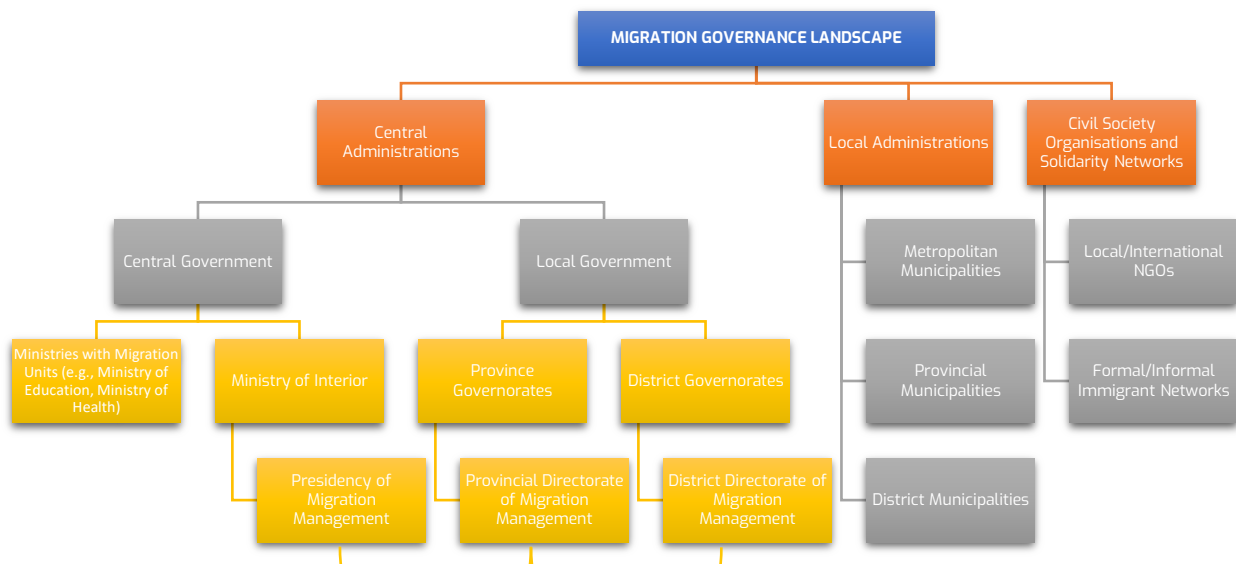 MIGRATION GOVERNANCE LANDSCAPE
Central
Administrations
Local Administrations
Civil Society
Organisations and
Solidarity Networks
Central Government
Local Government
Metropolitan
Municipalities
Local/International
NGOs
Ministries with Migration
Units (e.g., Ministry of
Education, Ministry of
Health)
Ministry of Interior
Province
Governorates
District Governorates
Provincial
Municipalities
Formal/Informal
Immigrant Networks
Presidency of
Migration
Management
Provincial Directorate
of Migration
Management
District Directorate of
Migration
Management
District Municipalities